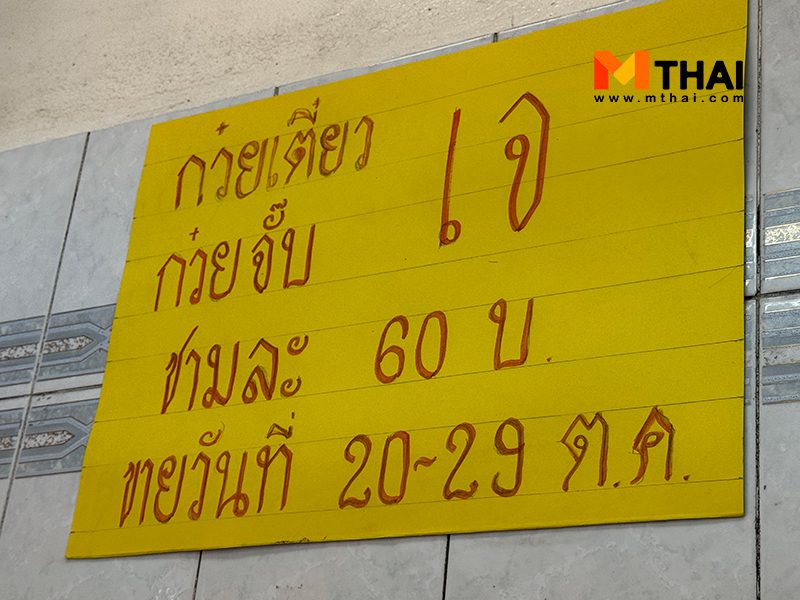 MTHAI
www.mthai.com
ก๋วยเตี๋ยว เจ
ก๋วยจั๊บ
ชามละ 60 บ.
ขายวันที่ 20-29 ต.ค.